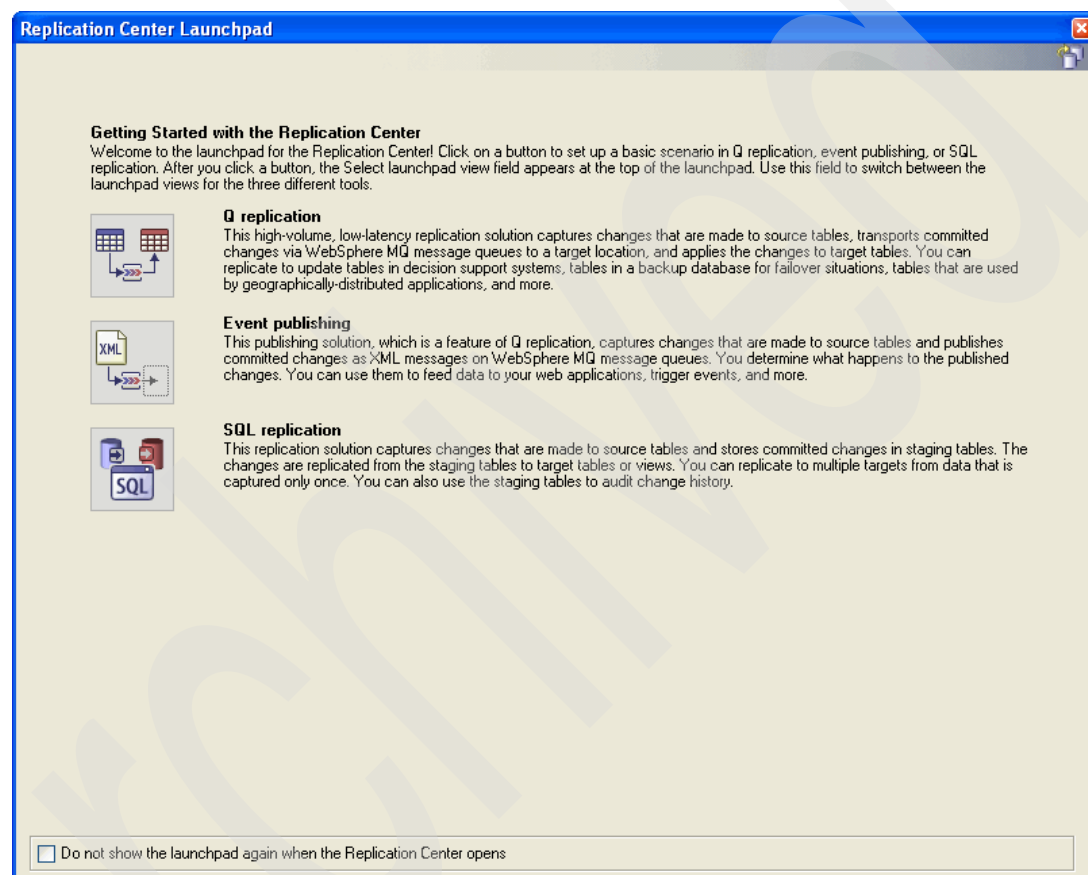 Replication Center Launchpad
Getting Started with the Replication Center
Welcome to the launchpad for the Replication Center! Click on a button to set up a basic scenario in Q replication, event publishing, or SQL
replication. After you click a button, the Select launchpad view field appears at the top of the launchpad. Use this field to switch between the
launchpad views for the three different tools.
Q replication
This high-volume, low-latency replication solution captures changes that are made to source tables, transports committed
changes via WebSphere MQ message queues to a target location, and applies the changes to target tables. You can
replicate to update tables in decision support systems, tables in a backup database for failover situations, tables that are used
by geographically-distributed applications, and more.
XML
Event publishing
This publishing solution, which is a feature of Q replication, captures changes that are made to source tables and publishes
committed changes as XML messages on WebSphere MQ message queues. You determine what happens to the published
changes. You can use them to feed data to your web applications, trigger events, and more.
SQL
SQL replication
This replication solution captures changes that are made to source tables and stores committed changes in staging tables. The
changes are replicated from the staging tables to target tables or views. You can replicate to multiple targets from data that is
captured only once. You can also use the staging tables to audit change history.
Do not show the launchpad again when the Replication Center opens